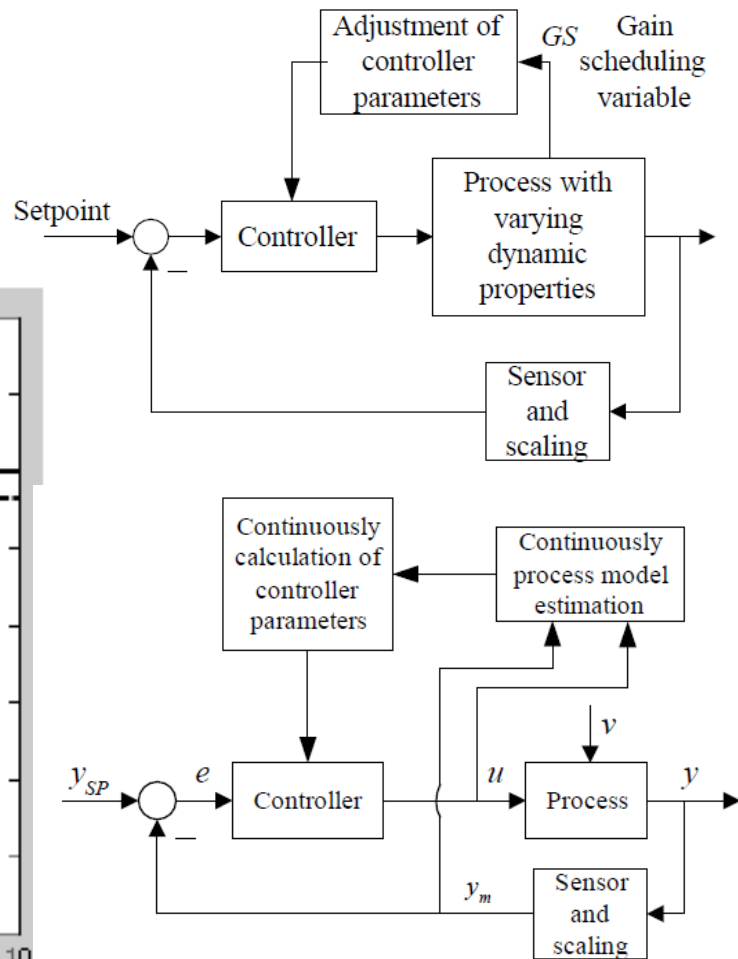 Adjustment of
controller
parameters
GS
Gain
scheduling
variable
Setpoint
Controller
Process with
varying
dynamic
properties
−
Sensor
and
scaling
Continuously
calculation of
controller
parameters
Continuously
process model
estimation
v
y_SP
e
Controller
u
Process
y
−
y_m
Sensor
and
scaling
10